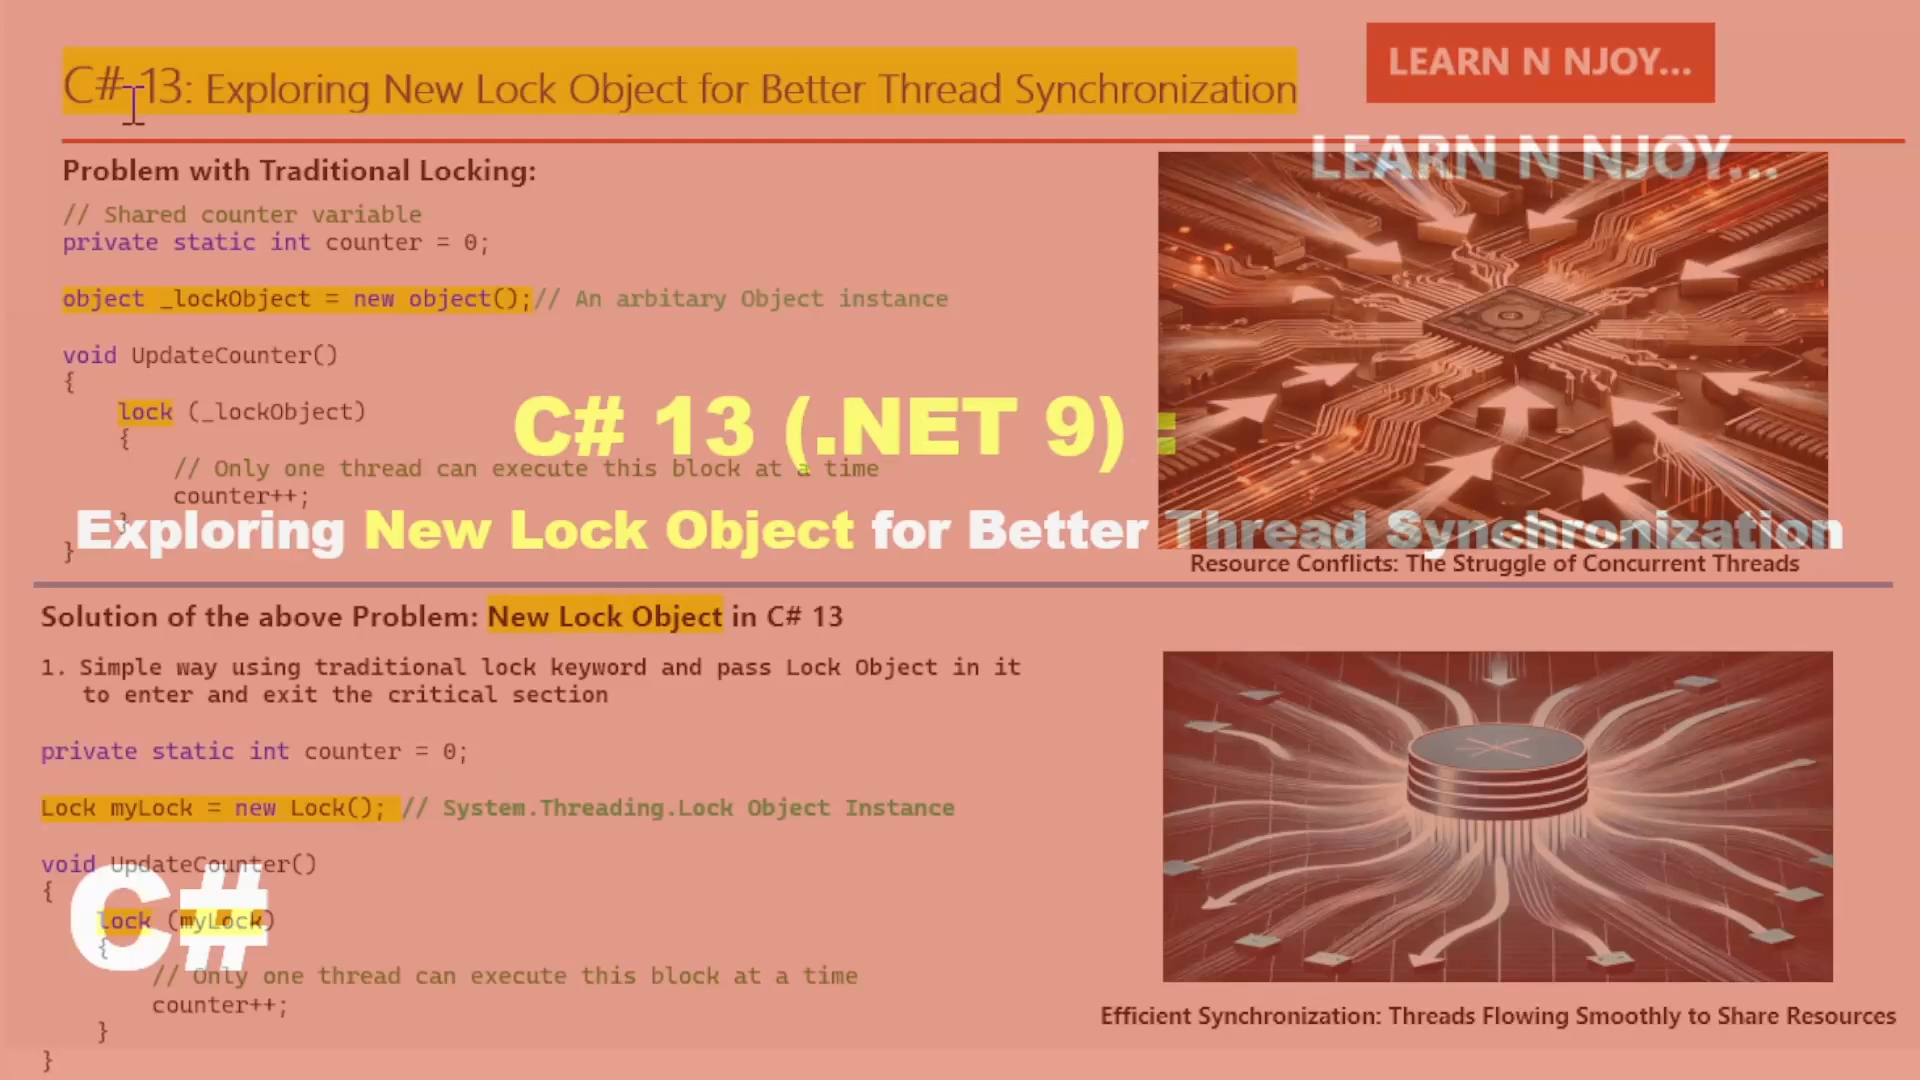 C# 13: Exploring New Lock Object for Better Thread Synchronization
LEARN N NJOY...
LEARN N NJOY...
Problem with Traditional Locking:
// Shared counter variable
private static int counter = 0;
object _lockObject = new object();// An arbitary Object instance
void UpdateCounter()
{
lock (_lockObject)
{
// Only one thread can execute this block at a time
counter++;
}
}
C# 13 (.NET 9) :
Exploring New Lock Object for Better Thread Synchronization
Resource Conflicts: The Struggle of Concurrent Threads
Solution of the above Problem: New Lock Object in C# 13
1. Simple way using traditional lock keyword and pass Lock Object in it
to enter and exit the critical section
private static int counter = 0;
Lock myLock = new Lock(); // System.Threading.Lock Object Instance
void UpdateCounter()
{
lock (myLock)
{
// Only one thread can execute this block at a time
counter++;
}
}
C#
Efficient Synchronization: Threads Flowing Smoothly to Share Resources